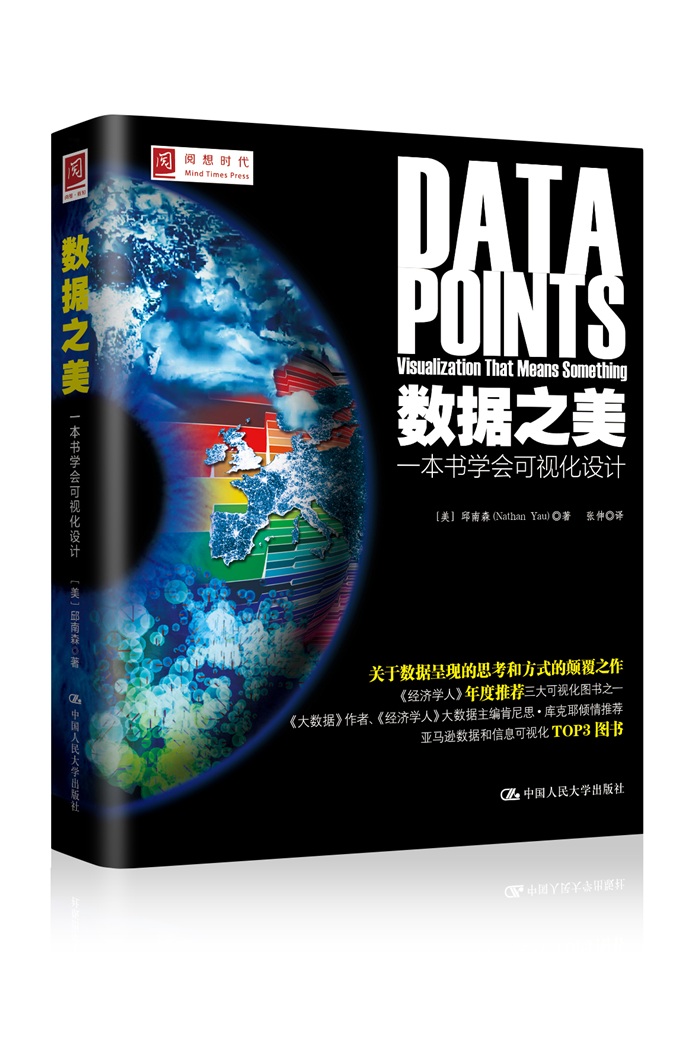 阅
阅想·新知
数据之美
一本书学会可视化设计
[美]邱南森◎著
中国人民大学出版社
阅
阅想时代
Mind Times Press
DATA
POINTS
Visualization That Means Something
数据之美
一本书学会可视化设计
[美] 邱南森(Nathan Yau)◎著 张伸◎译
关于数据呈现的思考和方式的颠覆之作
《经济学人》年度推荐三大可视化图书之一
《大数据》作者、《经济学人》大数据主编肯尼思·库克耶倾情推荐
亚马逊数据和信息可视化 TOP3 图书
中国人民大学出版社